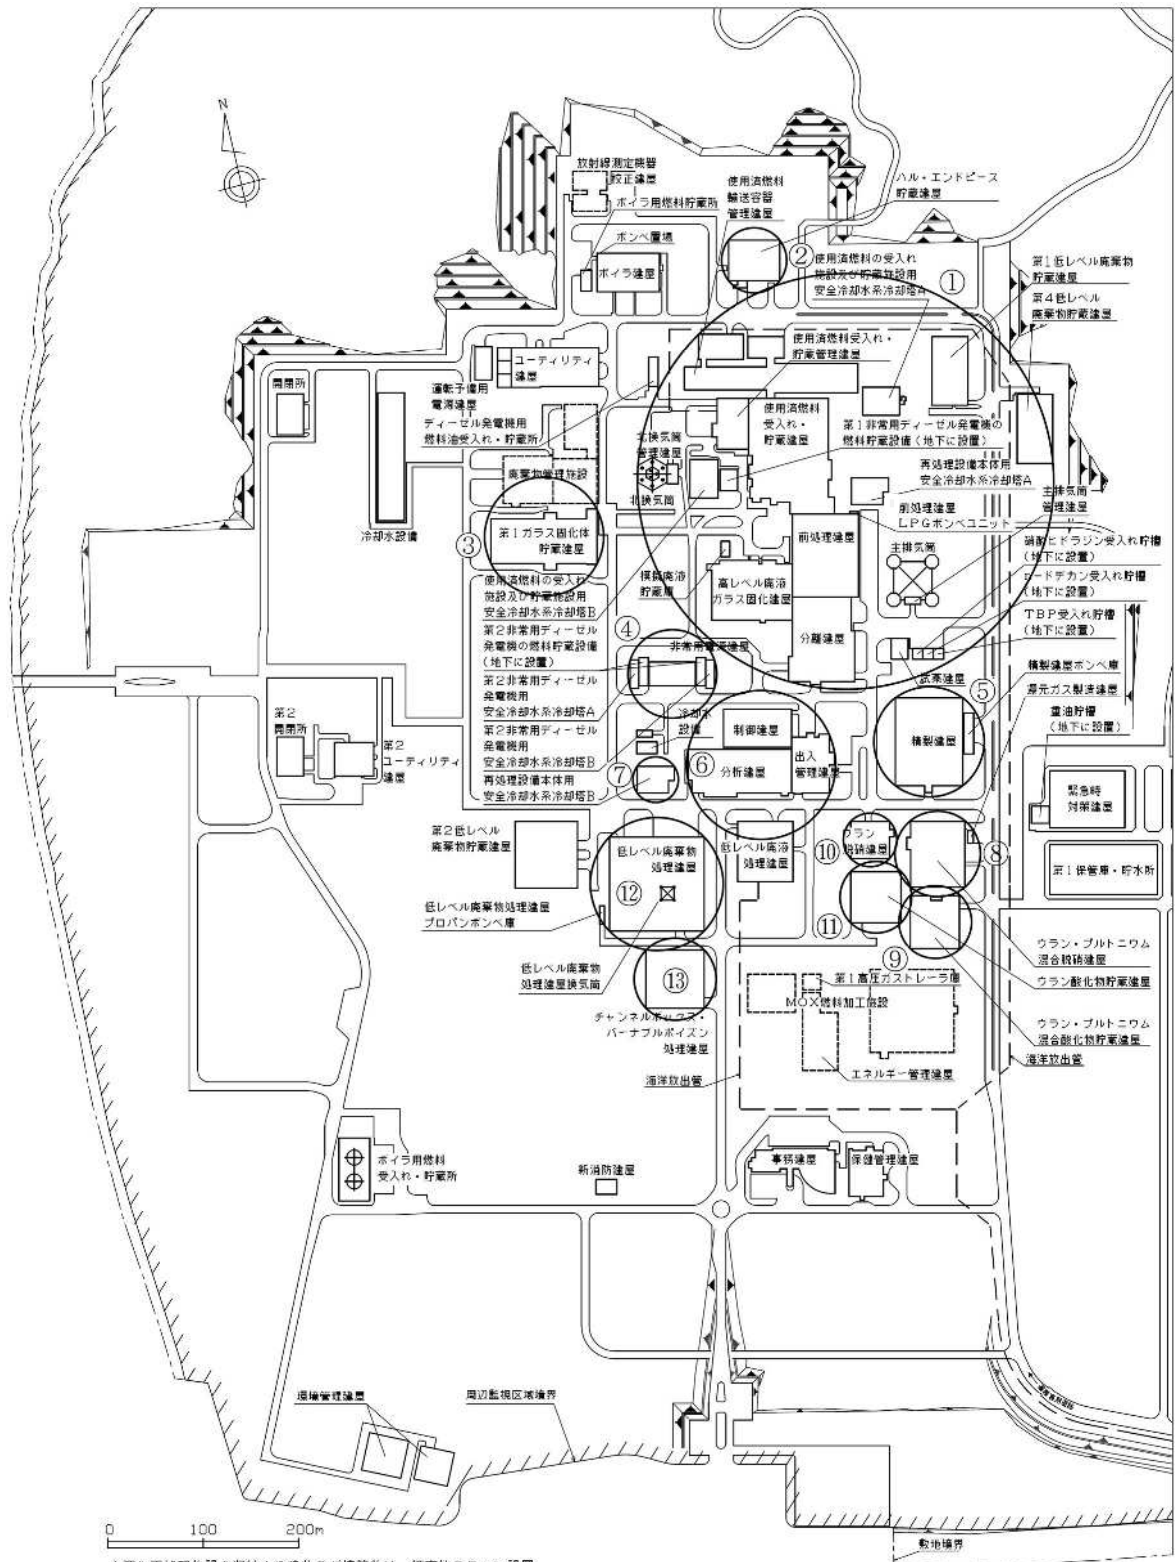 N
放射線測定機器
校正建屋
ボイラ用燃料貯蔵所
ボンベ置場
ボイラ建屋
使用済燃料
輸送容器
管理建屋
ハル・エンドピース
貯蔵建屋
②
使用済燃料の受入れ
施設及び貯蔵施設用
安全冷却水系冷却塔A
①
第1低レベル廃棄物
貯蔵建屋
第4低レベル
廃棄物貯蔵建屋
使用済燃料受入れ・
貯蔵管理建屋
ユーティリティ
建屋
運転予備用
電源建屋
開閉所
ディーゼル発電機用
燃料油受入れ・貯蔵所
北換気筒
管理建屋
使用済燃料
受入れ・
貯蔵建屋
第1非常用ディーゼル発電機の
燃料貯蔵設備(地下に設置)
再処理設備本体用
安全冷却水系冷却塔A
廃棄物管理施設
北換気筒
主排気筒
管理建屋
前処理建屋
LPGボンベユニット
冷却水設備
③
第1ガラス固化体
貯蔵建屋
前処理建屋
主排気筒
硝酸ヒドラジン受入れ貯槽
(地下に設置)
n-ドデカン受入れ貯槽
(地下に設置)
TBP受入れ貯槽
(地下に設置)
模擬廃液
貯蔵庫
高レベル廃液
ガラス固化建屋
使用済燃料の受入れ
施設及び貯蔵施設用
安全冷却水系冷却塔B
④
分離建屋
非常用電源建屋
第2非常用ディーゼル
発電機の燃料貯蔵設備
(地下に設置)
試薬建屋
精製建屋ボンベ庫
⑤
還元ガス製造建屋
重油貯槽
(地下に設置)
第2非常用ディーゼル
発電機用
安全冷却水系冷却塔A
冷却水
設備
第2
開閉所
第2
ユーティリティ
建屋
第2非常用ディーゼル
発電機用
安全冷却水系冷却塔B
制御建屋
精製建屋
⑥
分析建屋
出入
管理建屋
⑦
再処理設備本体用
安全冷却水系冷却塔B
緊急時
対策建屋
第2低レベル
廃棄物貯蔵建屋
低レベル廃棄物
処理建屋
低レベル廃液
処理建屋
⑩
ウラン
脱硝建屋
⑧
第1保管庫・貯水所
⑫
低レベル廃棄物処理建屋
プロパンボンベ庫
⑪
⑨
ウラン・プルトニウム
混合脱硝建屋
低レベル廃棄物
処理建屋換気筒
⑬
第1高圧ガストレーラ庫
MOX燃料加工施設
ウラン酸化物貯蔵建屋
チャンネルボックス・
バーナブルポイズン
処理建屋
ウラン・プルトニウム
混合酸化物貯蔵建屋
海洋放出管
海洋放出管
エネルギー管理建屋
ボイラ用燃料
受入れ・貯蔵所
新消防建屋
事務建屋
保健管理建屋
環境管理建屋
周辺監視区域境界
0 100 200m
敷地境界